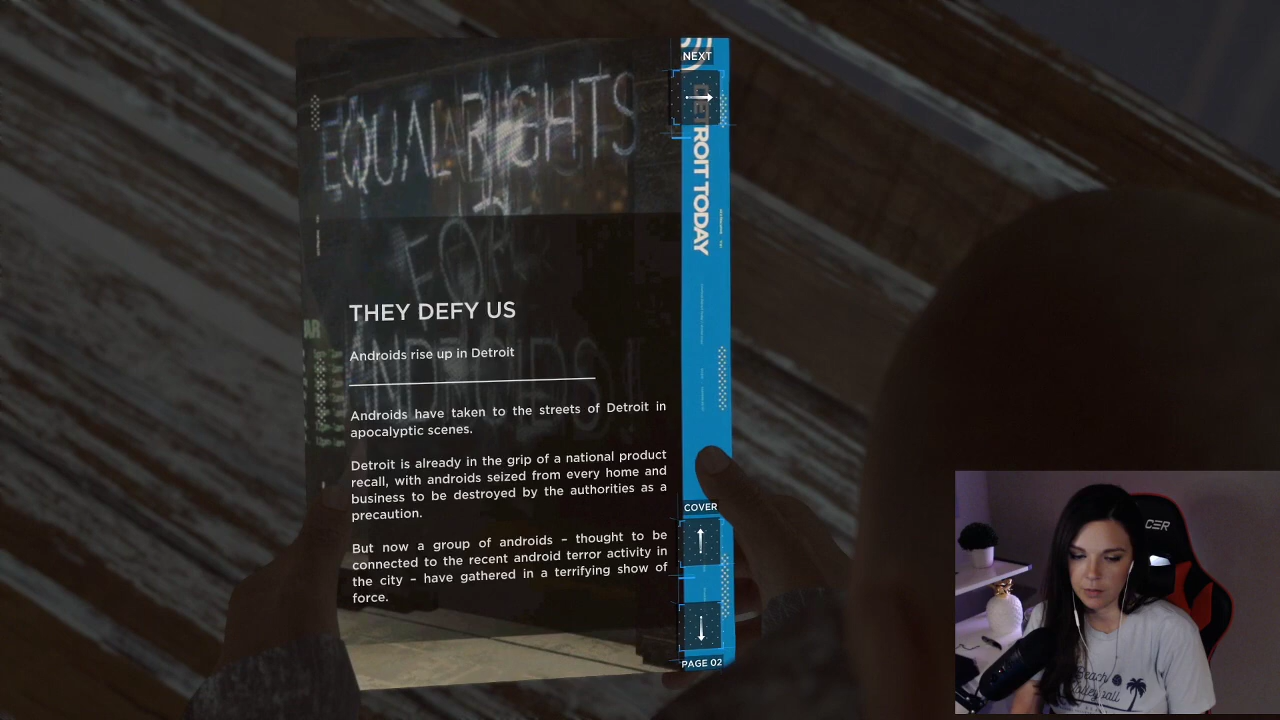 NEXT
EQUAL RIGHTS
FOR
DETROIT TODAY
THEY DEFY US
Androids rise up in Detroit
Androids have taken to the streets of Detroit in
apocalyptic scenes.
Detroit is already in the grip of a national product
recall, with androids seized from every home and
business to be destroyed by the authorities as a
precaution.
But now a group of androids – thought to be
connected to the recent android terror activity in
the city – have gathered in a terrifying show of
force.
COVER
PAGE 02
Beach